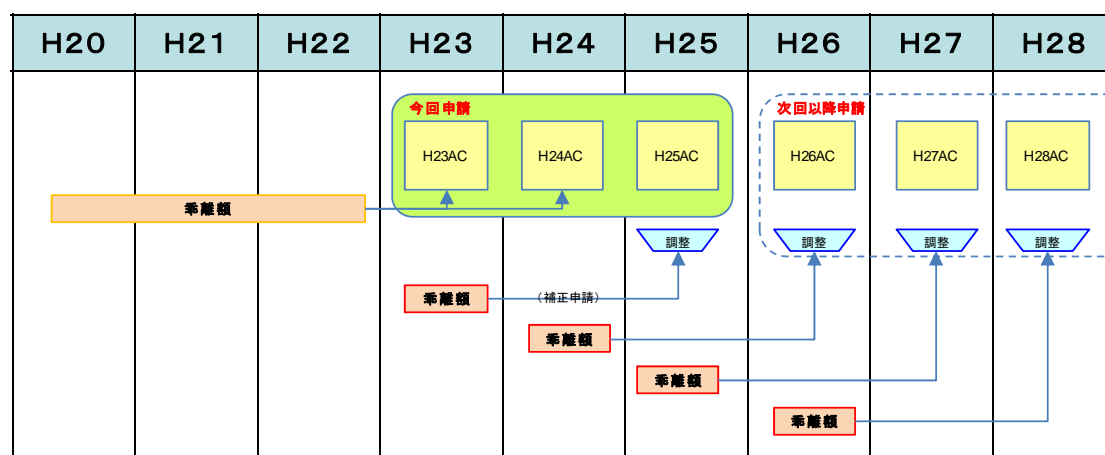 H20 H21 H22 H23 H24 H25 H26 H27 H28
今回申請 次回以降申請
H23AC H24AC H25AC H26AC H27AC H28AC
乖離額
調整 調整 調整 調整
乖離額 (補正申請)
乖離額
乖離額
乖離額